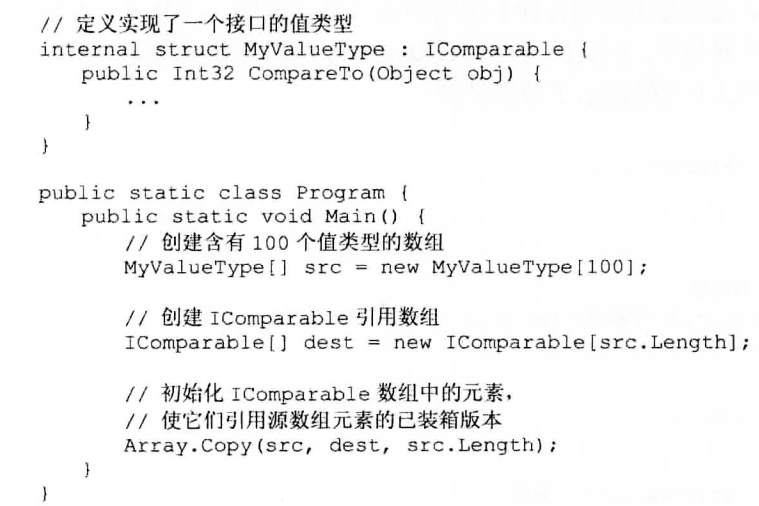 // 定义实现了一个接口的值类型
internal struct MyValueType : IComparable {
    public Int32 CompareTo(Object obj) {
        ...
    }
}

public static class Program {
    public static void Main() {
        // 创建含有 100 个值类型的数组
        MyValueType[] src = new MyValueType[100];

        // 创建 IComparable 引用数组
        IComparable[] dest = new IComparable[src.Length];

        // 初始化 IComparable 数组中的元素，
        // 使它们引用源数组元素的已装箱版本
        Array.Copy(src, dest, src.Length);
    }
}